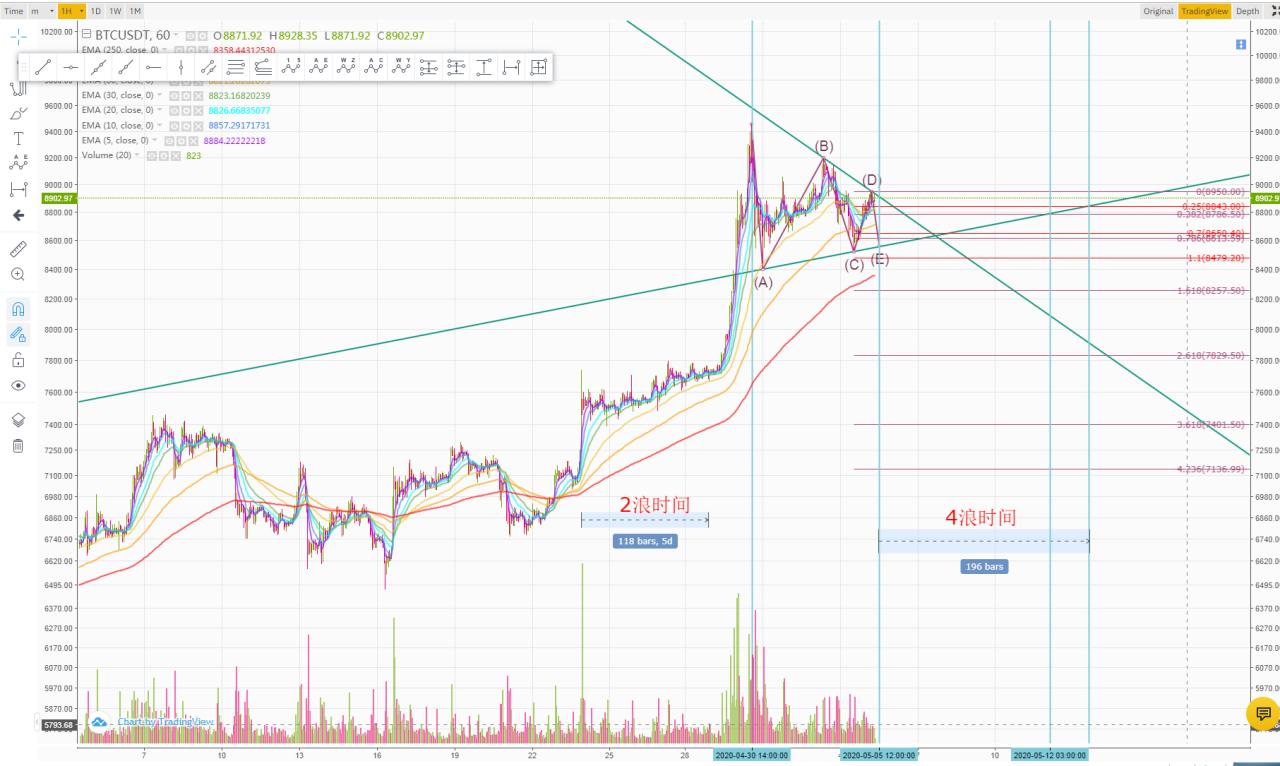 Time m 1H 1D 1W 1M Original TradingView Depth
BTCUSDT, 60 O8871.92 H8928.35 L8871.92 C8902.97
EMA (250, close, 0) 8358.44312530
EMA (30, close, 0) 8823.16820239
EMA (20, close, 0) 8826.66835077
EMA (10, close, 0) 8857.29171731
EMA (5, close, 0) 8884.22222218
Volume (20) 823
10200.00
10000.00
9800.00
9600.00
9400.00
9200.00
9000.00
8902.97
8800.00
8600.00
8400.00
8200.00
8000.00
7800.00
7600.00
7400.00
7250.00
7100.00
6980.00
6860.00
6740.00
6620.00
6495.00
6370.00
6270.00
6170.00
6070.00
5970.00
5870.00
5793.68
(A)
(B)
(C)
(D)
(E)
0(8950.00)
0.25(8843.00)
0.382(8786.50)
0.7(8650.40)
0.786(8613.59)
1.1(8479.20)
1.618(8257.50)
2.618(7829.50)
3.618(7401.50)
4.236(7136.99)
2浪时间
118 bars, 5d
4浪时间
196 bars
Chart by TradingView
7 10 13 16 19 22 25 28 2020-04-30 14:00:00 2020-05-05 12:00:00 7 10 2020-05-12 03:00:00